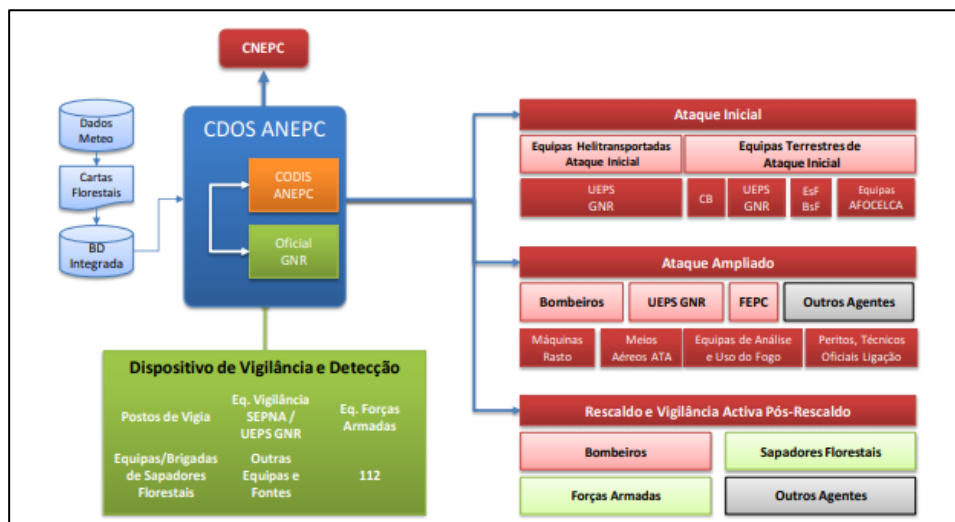 CNEPC
Dados
Meteo
Cartas
Florestais
BD
Integrada
CDOS ANEPC
CODIS
ANEPC
Oficial
GNR
Dispositivo de Vigilância e Detecção
Postos de Vigia
Eq. Vigilância
SEPNA /
UEPS GNR
Eq. Forças
Armadas
Equipas/Brigadas
de Sapadores
Florestais
Outras
Equipas e
Fontes
112
Ataque Inicial
Equipas Helitransportadas
Ataque Inicial
Equipas Terrestres de
Ataque Inicial
UEPS
GNR
CB
UEPS
GNR
EsF
BsF
Equipas
AFOCELCA
Ataque Ampliado
Bombeiros
UEPS GNR
FEPC
Outros Agentes
Máquinas
Rasto
Meios
Aéreos ATA
Equipas de Análise
e Uso do Fogo
Peritos, Técnicos
Oficiais Ligação
Rescaldo e Vigilância Activa Pós-Rescaldo
Bombeiros
Sapadores Florestais
Forças Armadas
Outros Agentes